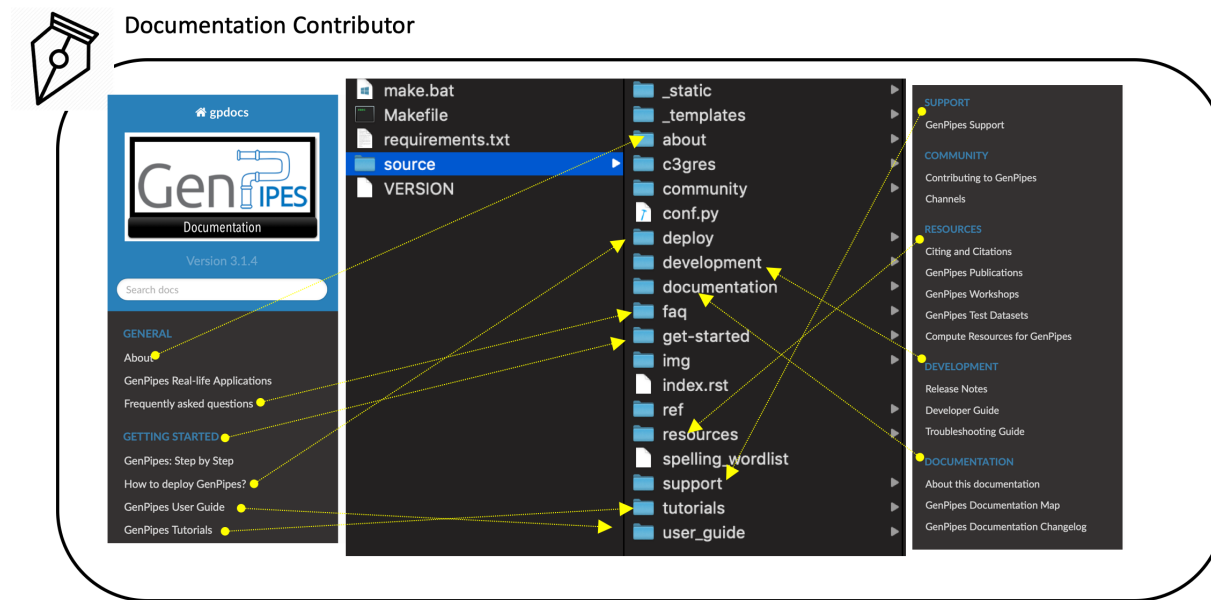 Documentation Contributor
gpdocs
GenPIPES
Documentation
Version 3.1.4
Search docs
GENERAL
About
GenPipes Real-life Applications
Frequently asked questions
GETTING STARTED
GenPipes: Step by Step
How to deploy GenPipes?
GenPipes User Guide
GenPipes Tutorials
make.bat
Makefile
requirements.txt
source
VERSION
_static
_templates
about
c3gres
community
conf.py
deploy
development
documentation
faq
get-started
img
index.rst
ref
resources
spelling_wordlist
support
tutorials
user_guide
SUPPORT
GenPipes Support
COMMUNITY
Contributing to GenPipes
Channels
RESOURCES
Citing and Citations
GenPipes Publications
GenPipes Workshops
GenPipes Test Datasets
Compute Resources for GenPipes
DEVELOPMENT
Release Notes
Developer Guide
Troubleshooting Guide
DOCUMENTATION
About this documentation
GenPipes Documentation Map
GenPipes Documentation Changelog